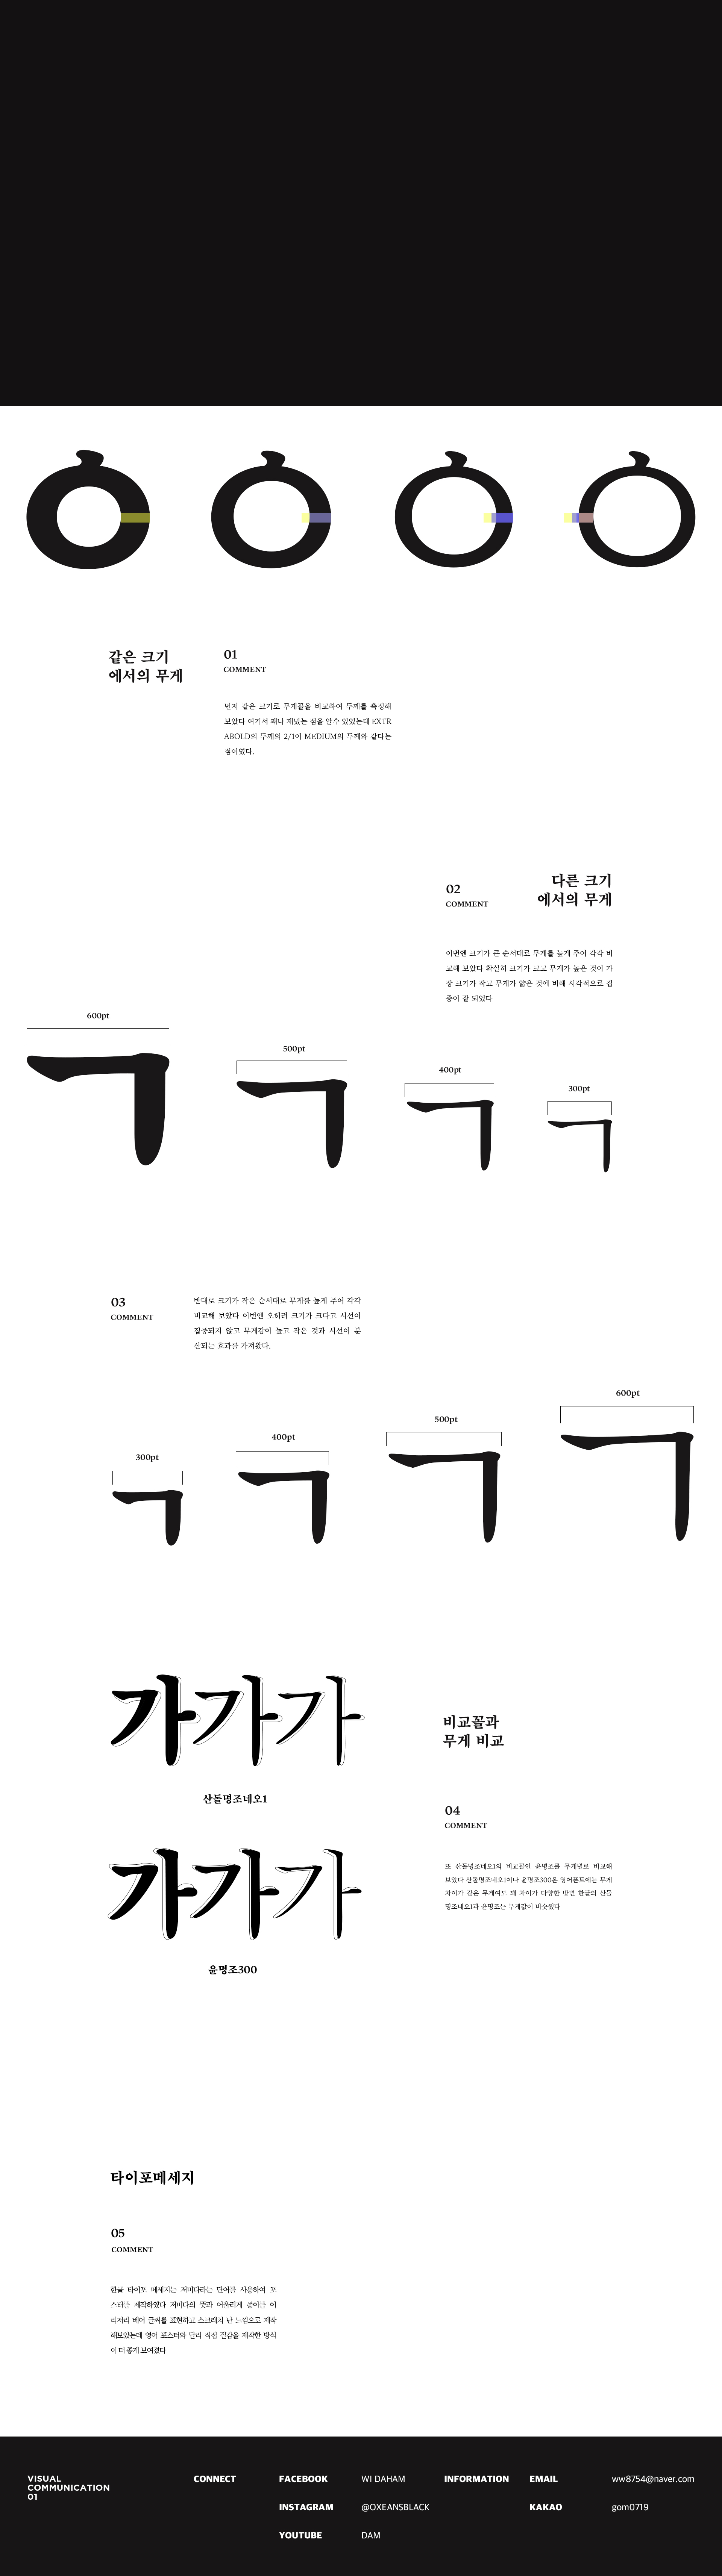 같은 크기
에서의 무게
01
COMMENT
먼저 같은 크기로 무게꼴을 비교하여 두께를 측정해
보았다 여기서 꽤나 재밌는 점을 알수 있었는데 EXTR
ABOLD의 두께의 2/1이 MEDIUM의 두께와 같다는
점이였다.
02
COMMENT
다른 크기
에서의 무게
이번엔 크기가 큰 순서대로 무게를 높게 주어 각각 비
교해 보았다 확실히 크기가 크고 무게가 높은 것이 가
장 크기가 작고 무게가 얇은 것에 비해 시각적으로 집
중이 잘 되었다
600pt
500pt
400pt
300pt
ㄱㄱㄱㄱ
03
COMMENT
반대로 크기가 작은 순서대로 무게를 높게 주어 각각
비교해 보았다 이번엔 오히려 크기가 크다고 시선이
집중되지 않고 무게감이 높고 작은 것과 시선이 분
산되는 효과를 가져왔다.
300pt
400pt
500pt
600pt
ㄱㄱㄱㄱ
가가가
산돌명조네오1
가가가
윤명조300
비교꼴과
무게 비교
04
COMMENT
또 산돌명조네오1의 비교꼴인 윤명조를 무게별로 비교해
보았다 산돌명조네오1이나 윤명조300은 영어폰트에는 무게
차이가 같은 무게여도 꽤 차이가 다양한 방면 한글의 산돌
명조네오1과 윤명조는 무게값이 비슷했다
타이포메세지
05
COMMENT
한글 타이포 메세지는 저미다라는 단어를 사용하여 포
스터를 제작하였다 저미다의 뜻과 어울리게 종이를 이
리저리 베어 글씨를 표현하고 스크래치 난 느낌으로 제작
해보았는데 영어 포스터와 달리 직접 질감을 제작한 방식
이 더 좋게 보여졌다
VISUAL
COMMUNICATION
01
CONNECT
FACEBOOK
WI DAHAM
INSTAGRAM
@OXEANSBLACK
YOUTUBE
DAM
INFORMATION
EMAIL
ww8754@naver.com
KAKAO
gom0719